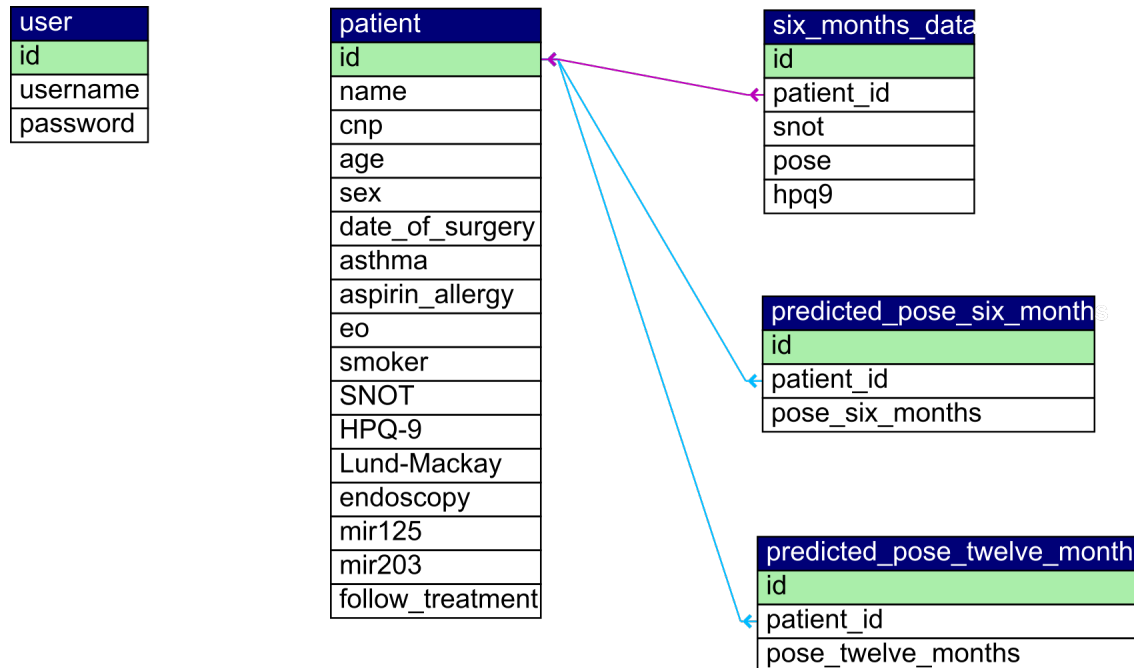 user
id
username
password
patient
id
name
cnp
age
sex
date_of_surgery
asthma
aspirin_allergy
eo
smoker
SNOT
HPQ-9
Lund-Mackay
endoscopy
mir125
mir203
follow_treatment
six_months_data
id
patient_id
snot
pose
hpq9
predicted_pose_six_months
id
patient_id
pose_six_months
predicted_pose_twelve_month
id
patient_id
pose_twelve_months